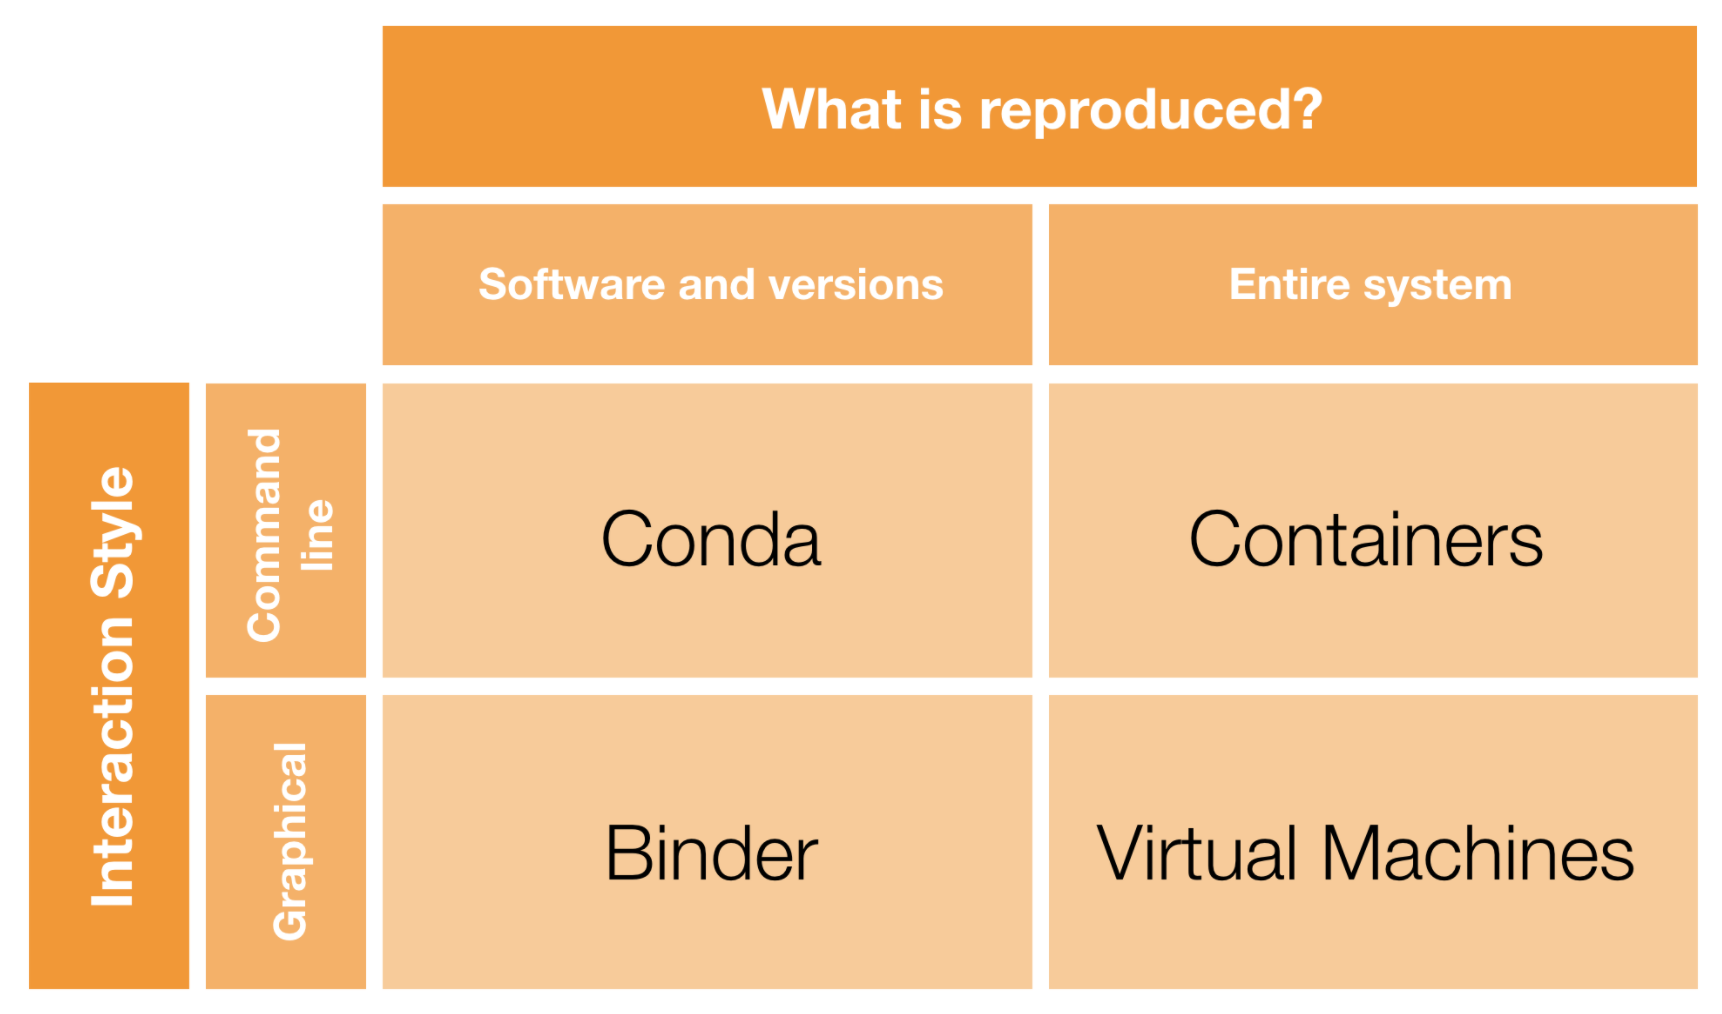 What is reproduced?
Software and versions
Entire system
Interaction Style
Command
line
Conda
Containers
Graphical
Binder
Virtual Machines